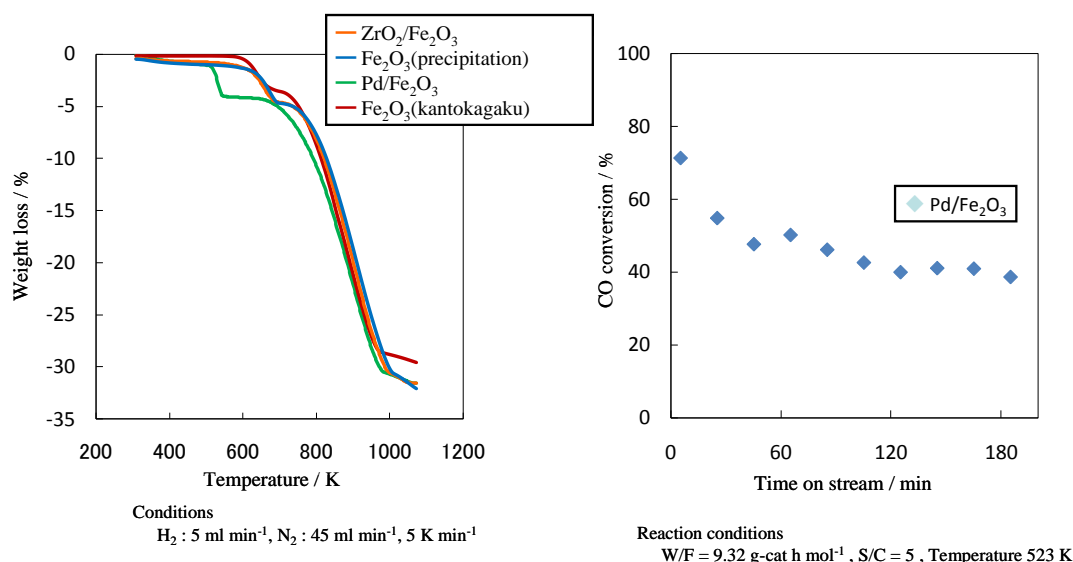 ZrO₂/Fe₂O₃
Fe₂O₃(precipitation)
Pd/Fe₂O₃
Fe₂O₃(kantokagaku)
0
-5
-10
-15
-20
-25
-30
-35
Weight loss / %
200 400 600 800 1000 1200
Temperature / K
Conditions
H₂ : 5 ml min⁻¹, N₂ : 45 ml min⁻¹, 5 K min⁻¹
100
80
60
40
20
0
CO conversion / %
Pd/Fe₂O₃
0 60 120 180
Time on stream / min
Reaction conditions
W/F = 9.32 g-cat h mol⁻¹ , S/C = 5 , Temperature 523 K